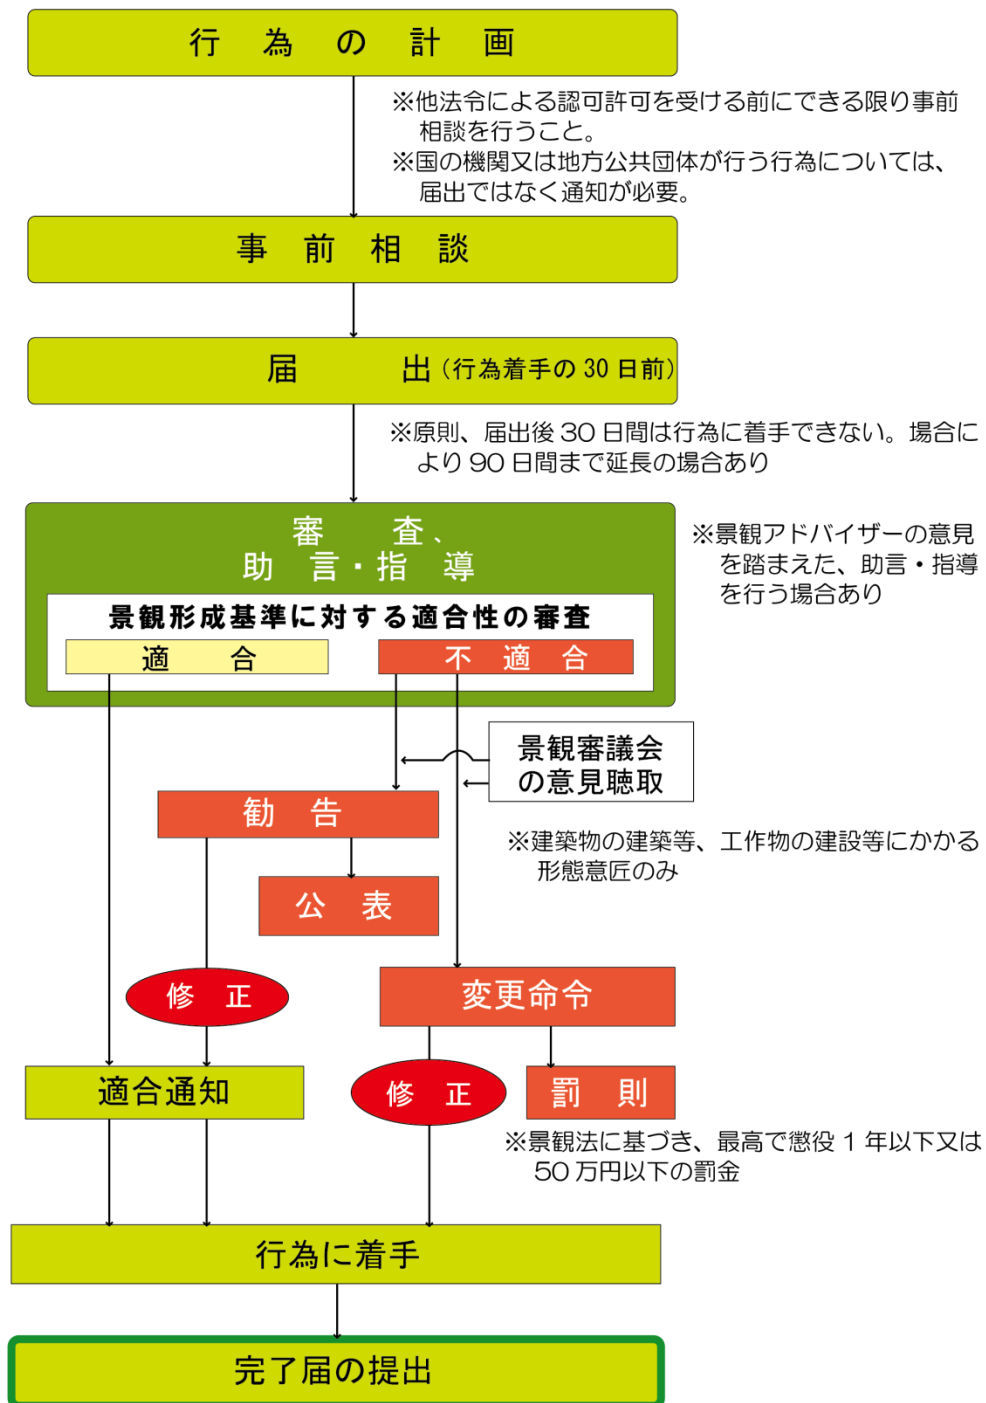 行為の計画
※他法令による認可許可を受ける前にできる限り事前
相談を行うこと。
※国の機関又は地方公共団体が行う行為については、
届出ではなく通知が必要。
事前相談
届出(行為着手の30日前)
※原則、届出後30日間は行為に着手できない。場合に
より90日間まで延長の場合あり
審査、
助言・指導
※景観アドバイザーの意見
を踏まえた、助言・指導
を行う場合あり
景観形成基準に対する適合性の審査
適合
不適合
景観審議会
の意見聴取
勧告
※建築物の建築等、工作物の建設等にかかる
形態意匠のみ
公表
修正
変更命令
適合通知
修正
罰則
※景観法に基づき、最高で懲役1年以下又は
50万円以下の罰金
行為に着手
完了届の提出